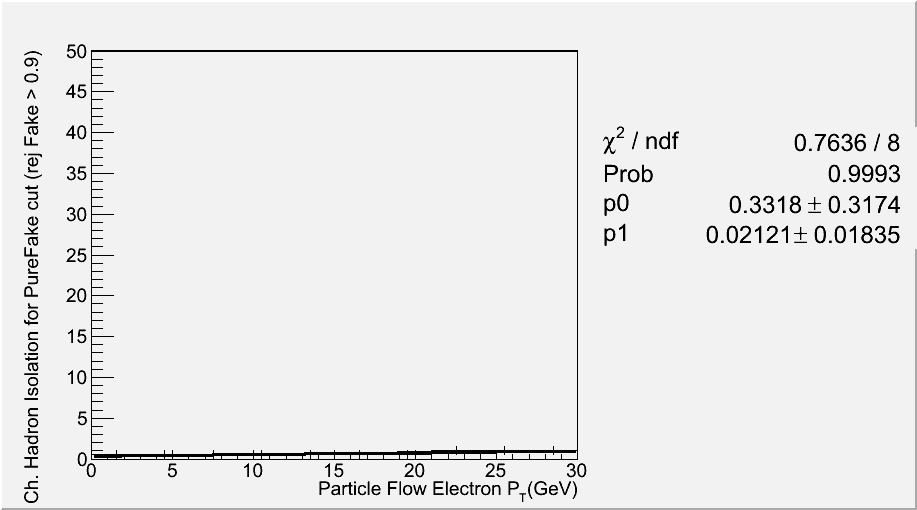 Ch. Hadron Isolation for PureFake cut (rej Fake > 0.9)
50
45
40
35
30
25
20
15
10
5
0
0 5 10 15 20 25 30
Particle Flow Electron P_T(GeV)
χ² / ndf 0.7636 / 8
Prob 0.9993
p0 0.3318 ± 0.3174
p1 0.02121± 0.01835